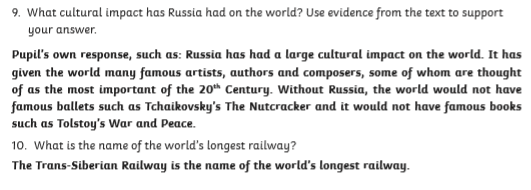 9. What cultural impact has Russia had on the world? Use evidence from the text to support
your answer.
Pupil's own response, such as: Russia has had a large cultural impact on the world. It has
given the world many famous artists, authors and composers, some of whom are thought
of as the most important of the 20th Century. Without Russia, the world would not have
famous ballets such as Tchaikovsky's The Nutcracker and it would not have famous books
such as Tolstoy's War and Peace.
10. What is the name of the world's longest railway?
The Trans-Siberian Railway is the name of the world's longest railway.